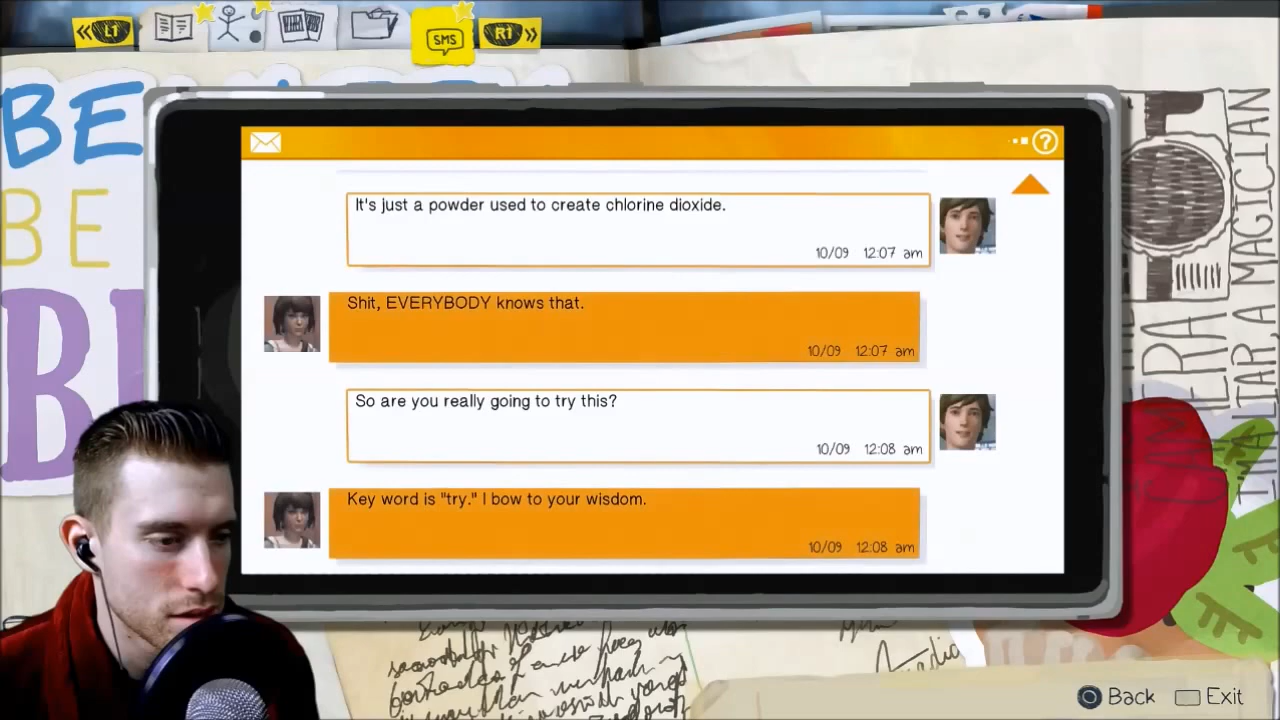 L1
SMS
R1
BE
BE
It's just a powder used to create chlorine dioxide.
10/09 12:07 am
Shit, EVERYBODY knows that.
10/09 12:07 am
So are you really going to try this?
10/09 12:08 am
Key word is "try." I bow to your wisdom.
10/09 12:08 am
MAGICIAN
Back
Exit